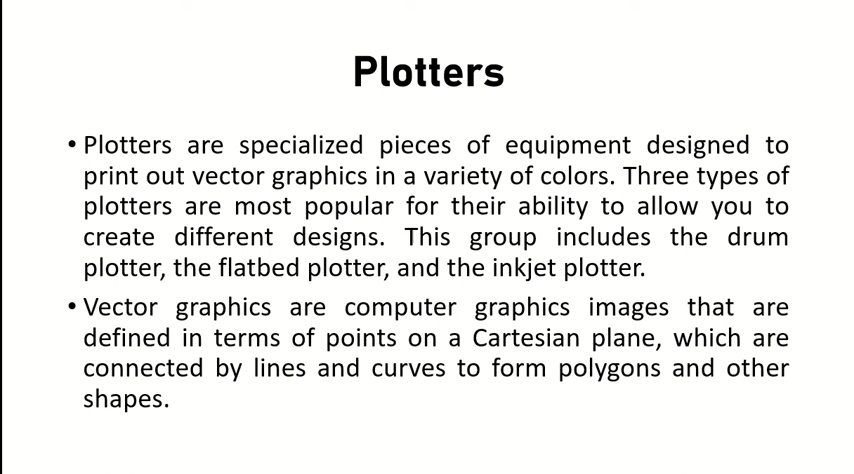 Plotters
• Plotters are specialized pieces of equipment designed to
print out vector graphics in a variety of colors. Three types of
plotters are most popular for their ability to allow you to
create different designs. This group includes the drum
plotter, the flatbed plotter, and the inkjet plotter.
• Vector graphics are computer graphics images that are
defined in terms of points on a Cartesian plane, which are
connected by lines and curves to form polygons and other
shapes.